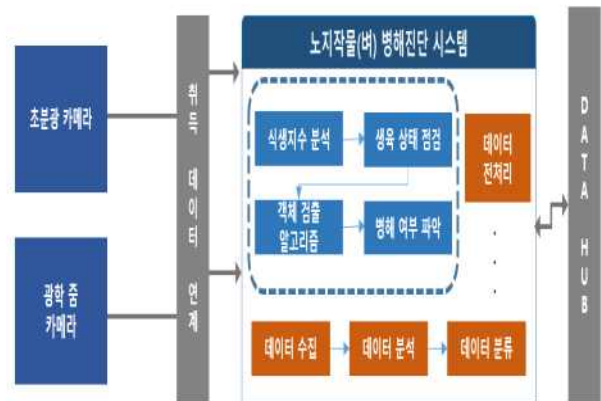 노지작물(벼) 병해진단 시스템
초분광 카메라
광학 줌
카메라
취득 데이터 연계
식생지수 분석
생육 상태 점검
객체 검출
알고리즘
병해 여부 파악
데이터
전처리
데이터 수집
데이터 분석
데이터 분류
DATA HUB